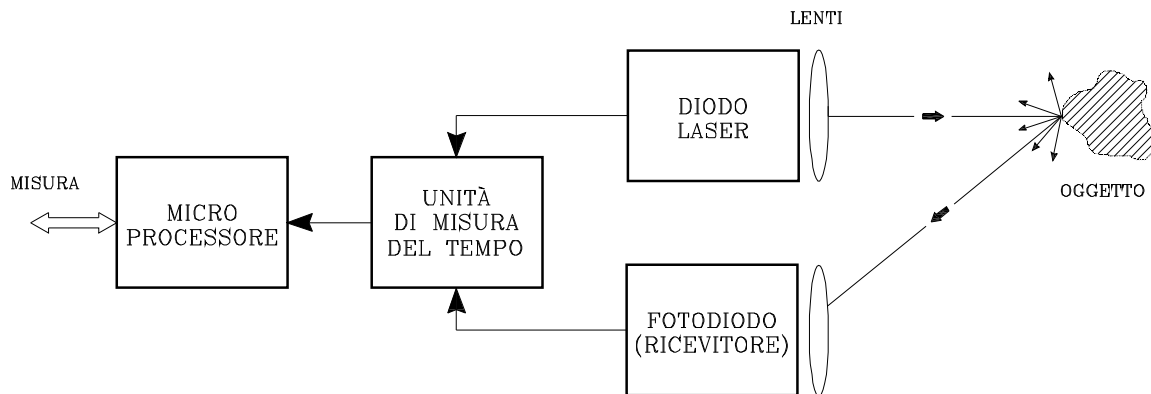 LENTI
DIODO
LASER
MISURA
MICRO
PROCESSORE
UNITÀ
DI MISURA
DEL TEMPO
OGGETTO
FOTODIODO
(RICEVITORE)